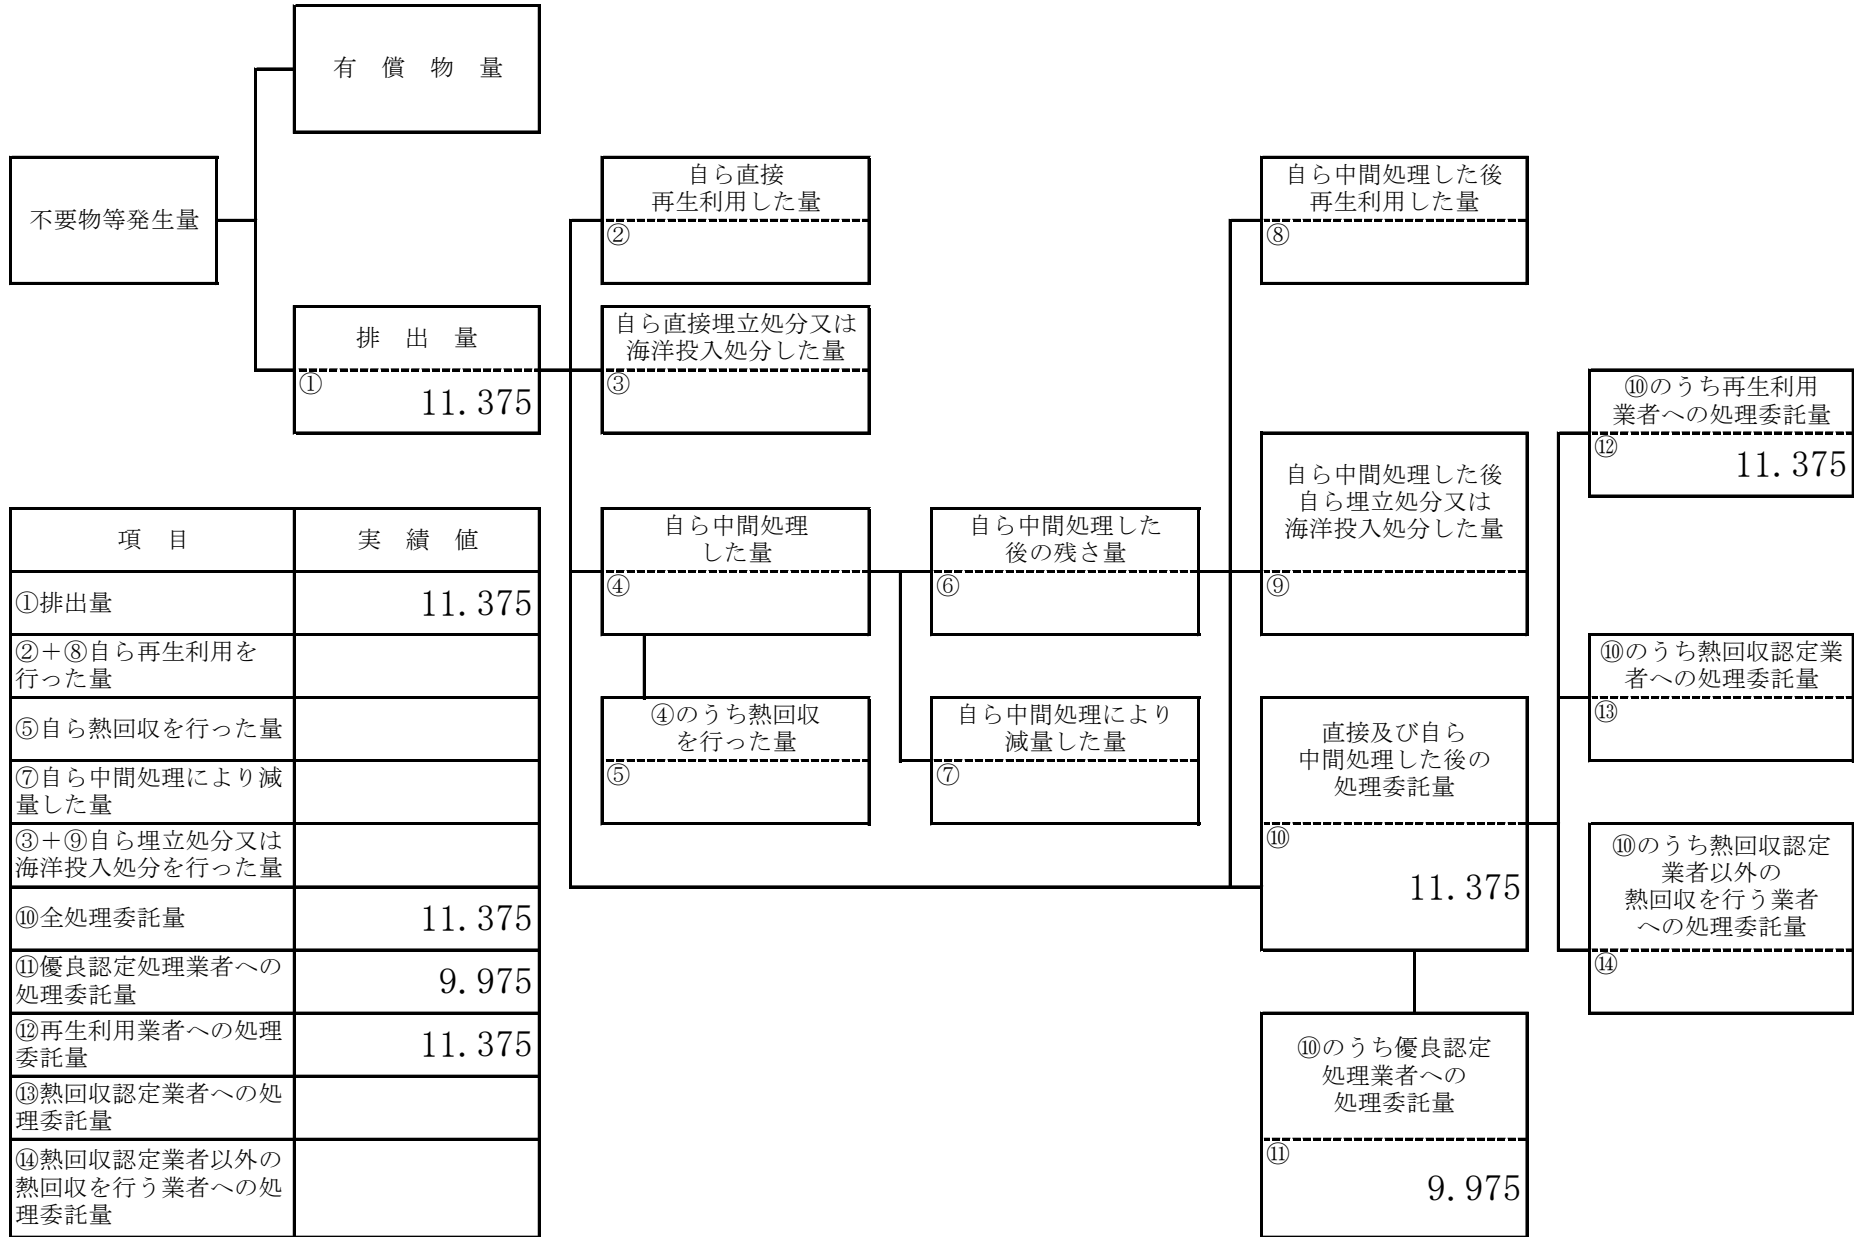 有　償　物　量
不要物等発生量
排　出　量
①
11.375
自ら直接
再生利用した量
②
自ら直接埋立処分又は
海洋投入処分した量
③
自ら中間処理
した量
④
④のうち熱回収
を行った量
⑤
自ら中間処理した
後の残さ量
⑥
自ら中間処理により
減量した量
⑦
自ら中間処理した後
再生利用した量
⑧
自ら中間処理した後
自ら埋立処分又は
海洋投入処分した量
⑨
直接及び自ら
中間処理した後の
処理委託量
⑩
11.375
⑩のうち優良認定
処理業者への
処理委託量
⑪
9.975
⑩のうち再生利用
業者への処理委託量
⑫
11.375
⑩のうち熱回収認定業
者への処理委託量
⑬
⑩のうち熱回収認定
業者以外の
熱回収を行う業者
への処理委託量
⑭
項　目　実　績　値
①排出量　11.375
②＋⑧自ら再生利用を
行った量
⑤自ら熱回収を行った量
⑦自ら中間処理により減
量した量
③＋⑨自ら埋立処分又は
海洋投入処分を行った量
⑩全処理委託量　11.375
⑪優良認定処理業者への
処理委託量　9.975
⑫再生利用業者への処理
委託量　11.375
⑬熱回収認定業者への処
理委託量
⑭熱回収認定業者以外の
熱回収を行う業者への処
理委託量